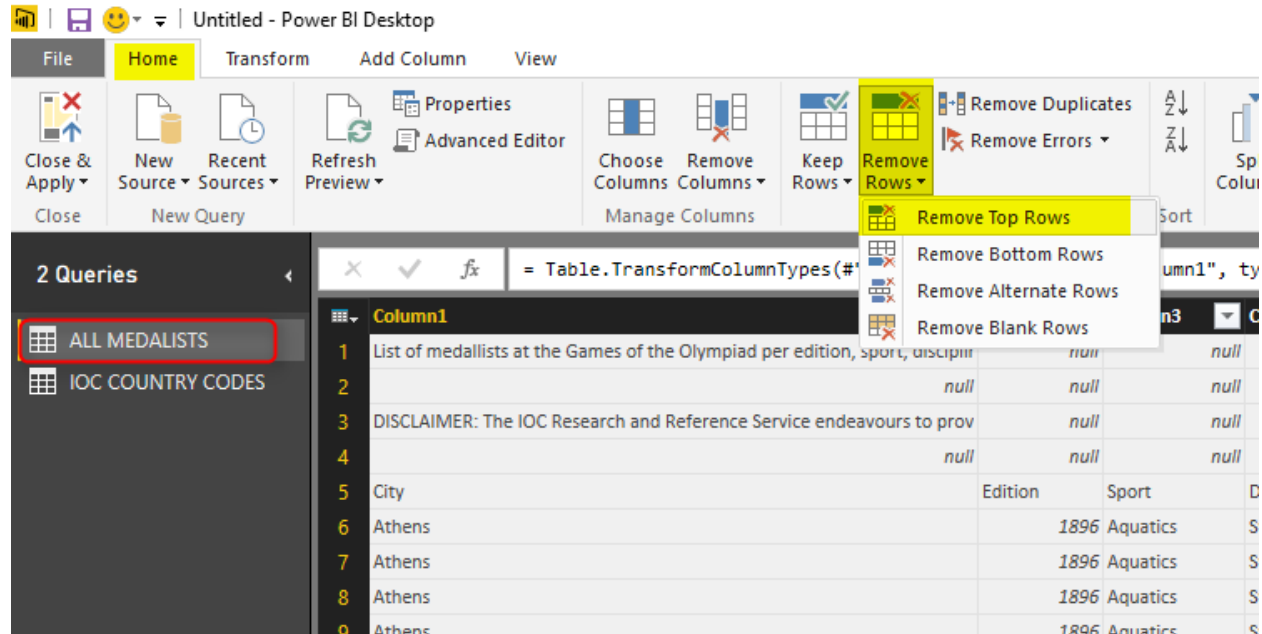 Untitled - Power BI Desktop
File Home Transform Add Column View
Close & Apply
New Source
Recent Sources
Refresh Preview
Properties
Advanced Editor
Choose Columns
Remove Columns
Keep Rows
Remove Rows
Remove Duplicates
Remove Errors
Close
New Query
Manage Columns
Sort
Remove Top Rows
Remove Bottom Rows
Remove Alternate Rows
Remove Blank Rows
2 Queries
ALL MEDALISTS
IOC COUNTRY CODES
fx = Table.TransformColumnTypes(#"
Column1
1 List of medallists at the Games of the Olympiad per edition, sport, null null
2 null null null
3 DISCLAIMER: The IOC Research and Reference Service endeavours to prov null null
4 null null null
5 City Edition Sport
6 Athens 1896 Aquatics
7 Athens 1896 Aquatics
8 Athens 1896 Aquatics
9 Athens 1896 Aquatics